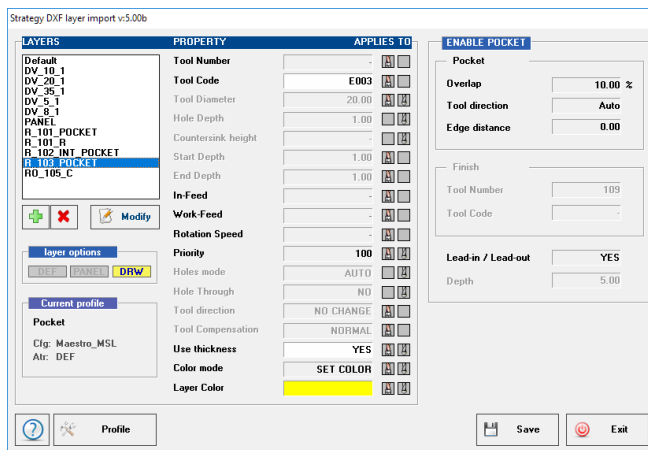 Strategy DXF layer import v:5.00b
LAYERS PROPERTY APPLIES TO
Default
DV_10_1
DV_20_1
DV_35_1
DV_5_1
DV_8_1
PANEL
R_101_POCKET
R_101_R
R_102_INT_POCKET
R_103_POCKET
RO_105_C
Modify
layer options
DEF PANEL DRW
Current profile
Pocket
Cfg: Maestro_MSL
Atr: DEF
Tool Number -
Tool Code E003
Tool Diameter 20.00
Hole Depth 1.00
Countersink height -
Start Depth 1.00
End Depth 1.00
In-Feed -
Work-Feed -
Rotation Speed -
Priority 100
Holes mode AUTO
Hole Through NO
Tool direction NO CHANGE
Tool Compensation NORMAL
Use thickness YES
Color mode SET COLOR
Layer Color
ENABLE POCKET
Pocket
Overlap 10.00 %
Tool direction Auto
Edge distance 0.00
Finish
Tool Number 109
Tool Code -
Lead-in / Lead-out YES
Depth 5.00
? Profile Save Exit